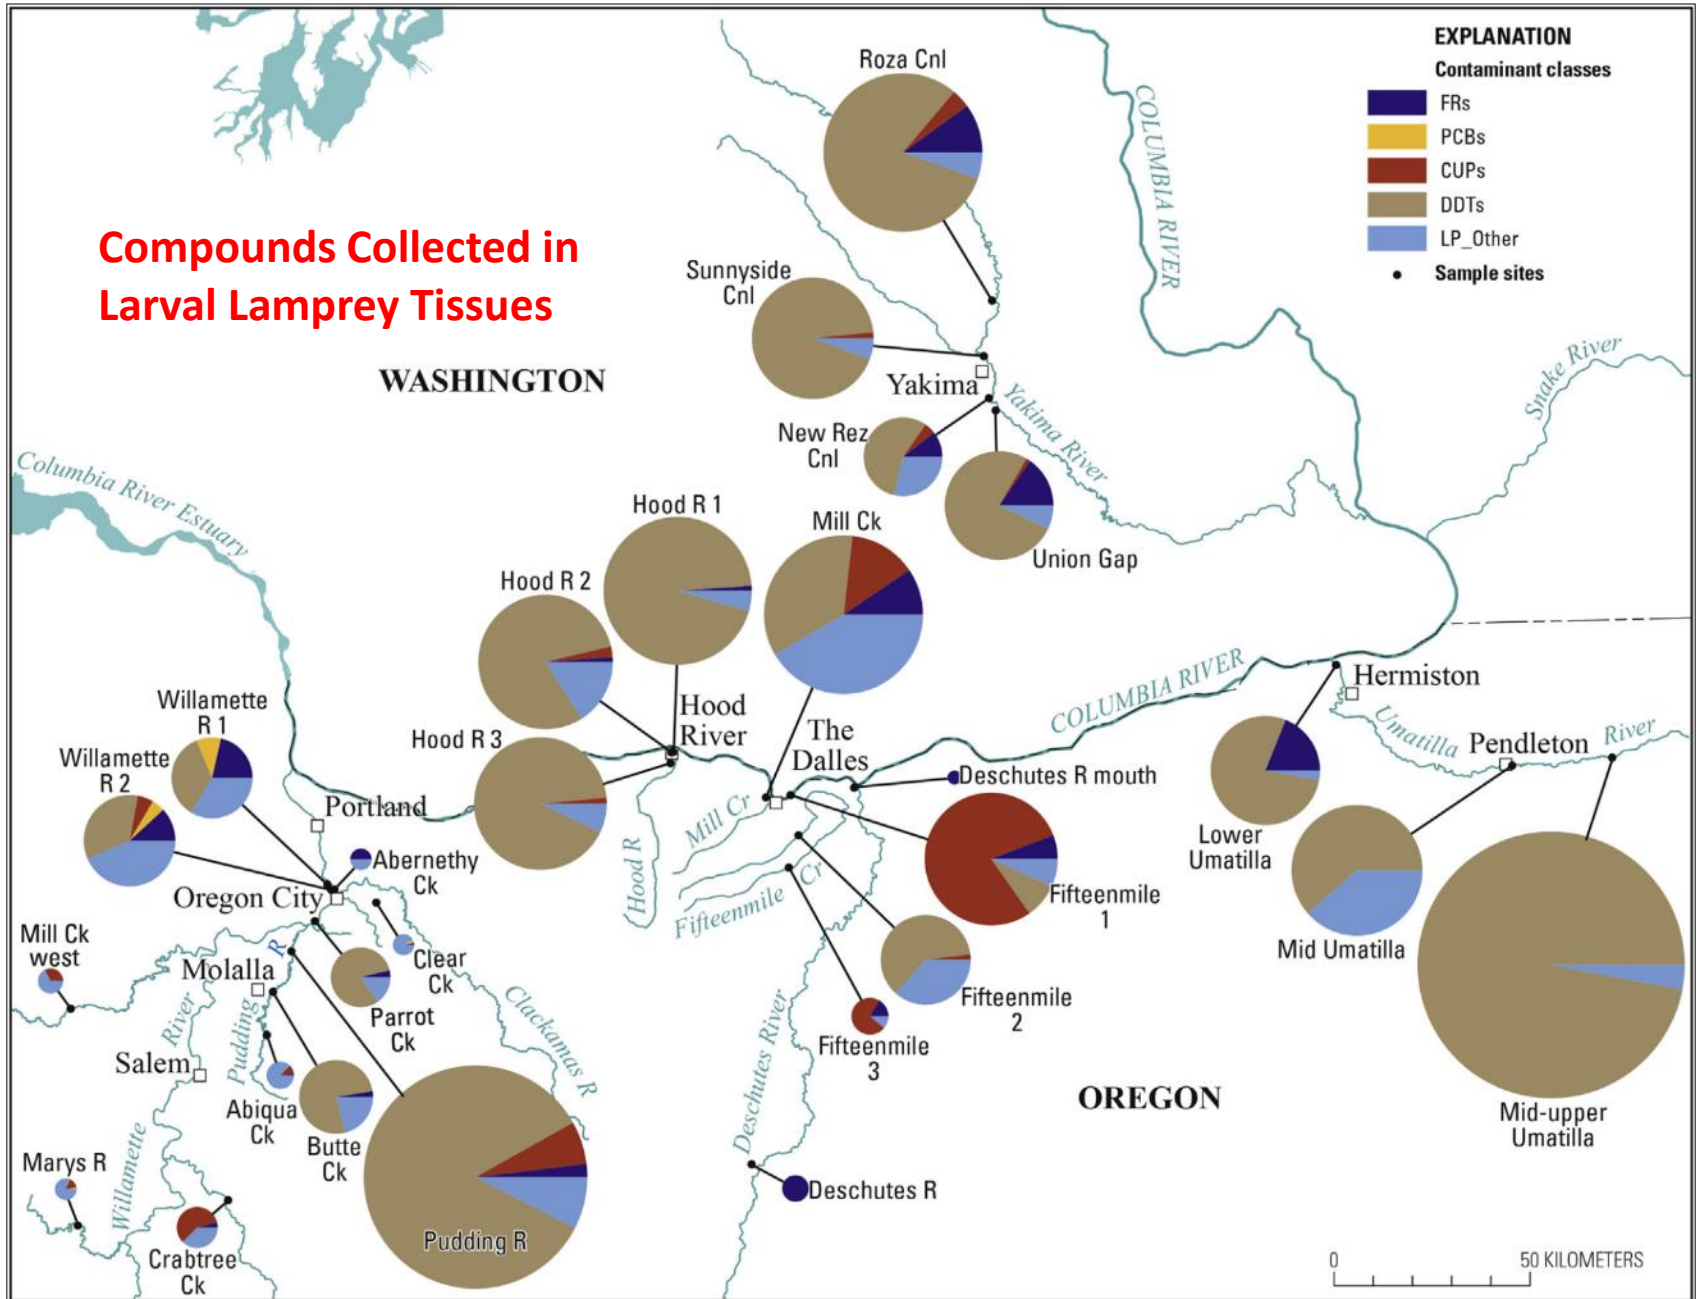 Compounds Collected in
Larval Lamprey Tissues
EXPLANATION
Contaminant classes
FRs
PCBs
CUPs
DDTs
LP_Other
Sample sites
WASHINGTON
OREGON
COLUMBIA RIVER
Snake River
Roza Cnl
Sunnyside
Cnl
Yakima
Yakima River
New Rez
Cnl
Union Gap
Columbia River Estuary
Hood R 1
Mill Ck
Hood R 2
Hood R 3
Hood
River
The
Dalles
COLUMBIA RIVER
Hermiston
Umatilla
River
Pendleton
Lower
Umatilla
Mid Umatilla
Mid-upper
Umatilla
Willamette
R 1
Willamette
R 2
Portland
Abernethy
Ck
Oregon City
Clear
Ck
Mill Ck
west
R
Molalla
Parrot
Ck
Clackamas R
River
Pudding
Salem
Abiqua
Ck
Butte
Ck
Pudding R
Marys R
Willamette
Crabtree
Ck
Hood R
Mill Cr
Fifteenmile Cr
Deschutes R mouth
Fifteenmile
1
Fifteenmile
2
Fifteenmile
3
Deschutes River
Deschutes R
0 50 KILOMETERS